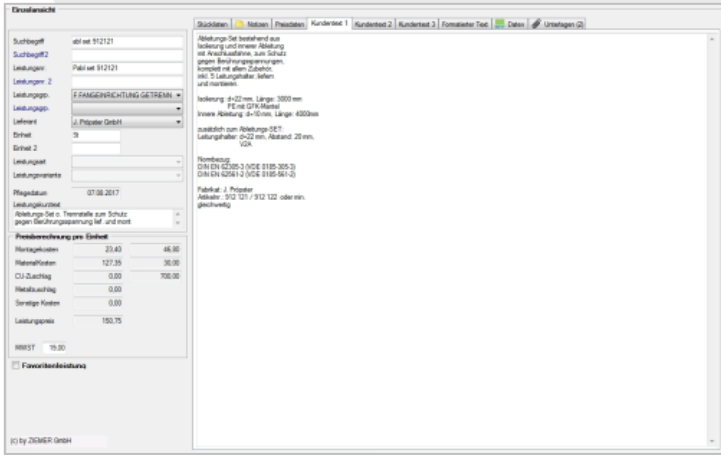 Einzelansicht
Stückdaten Notizen Preisdaten Kundentext 1 Kundentext 2 Kundentext 3 Formatierter Text Daten Unterlagen (2)
Suchbegriff abl set 912121
Suchbegriff2
Leistungsnr. Pabl set 912121
Leistungsnr. 2
Leistungsgrp. F.FANGEINRICHTUNG GETRENN
Leistungsgrp.
Lieferant J. Pröpster GmbH
Einheit St
Einheit 2
Leistungsart
Leistungsvariante
Pflegedatum 07.08.2017
Leistungskurztext
Ableitungs-Set o. Trennstelle zum Schutz
gegen Berührungsspannung lief. und mont
Preisberechnung pro Einheit
Montagekosten 23,40 46,80
MaterialKosten 127,35 30,00
CU-Zuschlag 0,00 700,00
Metallzuschlag 0,00
Sonstige Kosten 0,00
Leistungspreis 150,75
MWST 19,00
Favoritenleistung
(c) by ZIEMER GmbH
Ableitungs-Set bestehend aus
Isolierung und innerer Ableitung
mit Anschlussfahne, zum Schutz
gegen Berührungsspannungen,
komplett mit allem Zubehör,
inkl. 5 Leitungshalter, liefern
und montieren.
Isolierung: d=22 mm, Länge: 3000 mm
PE mit GFK-Mantel
Innere Ableitung: d=10 mm, Länge: 4000mm
zusätzlich zum Ableitungs-SET:
Leitungshalter: d=22 mm, Abstand: 20 mm,
V2A
Normbezug:
DIN EN 62305-3 (VDE 0185-305-3)
DIN EN 62561-2 (VDE 0185-561-2)
Fabrikat: J. Pröpster
Artikelnr.: 912 121 / 912 122 oder min.
gleichwertig